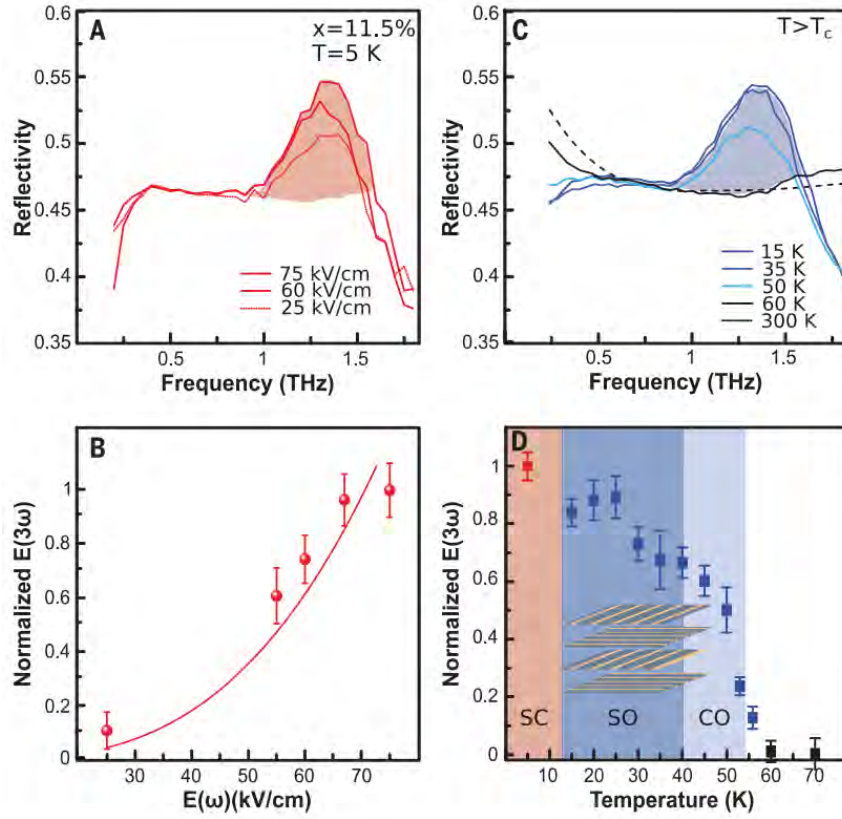 A
x=11.5%
T=5 K
Reflectivity
0.6
0.55
0.5
0.45
0.4
0.35
75 kV/cm
60 kV/cm
25 kV/cm
0.5
1
1.5
Frequency (THz)
C
T>Tc
Reflectivity
0.6
0.55
0.5
0.45
0.4
0.35
15 K
35 K
50 K
60 K
300 K
0.5
1
1.5
Frequency (THz)
B
Normalized E(3ω)
1
0.8
0.6
0.4
0.2
0
30
40
50
60
70
E(ω)(kV/cm)
D
Normalized E(3ω)
1
0.8
0.6
0.4
0.2
0
SC
SO
CO
10
20
30
40
50
60
70
Temperature (K)